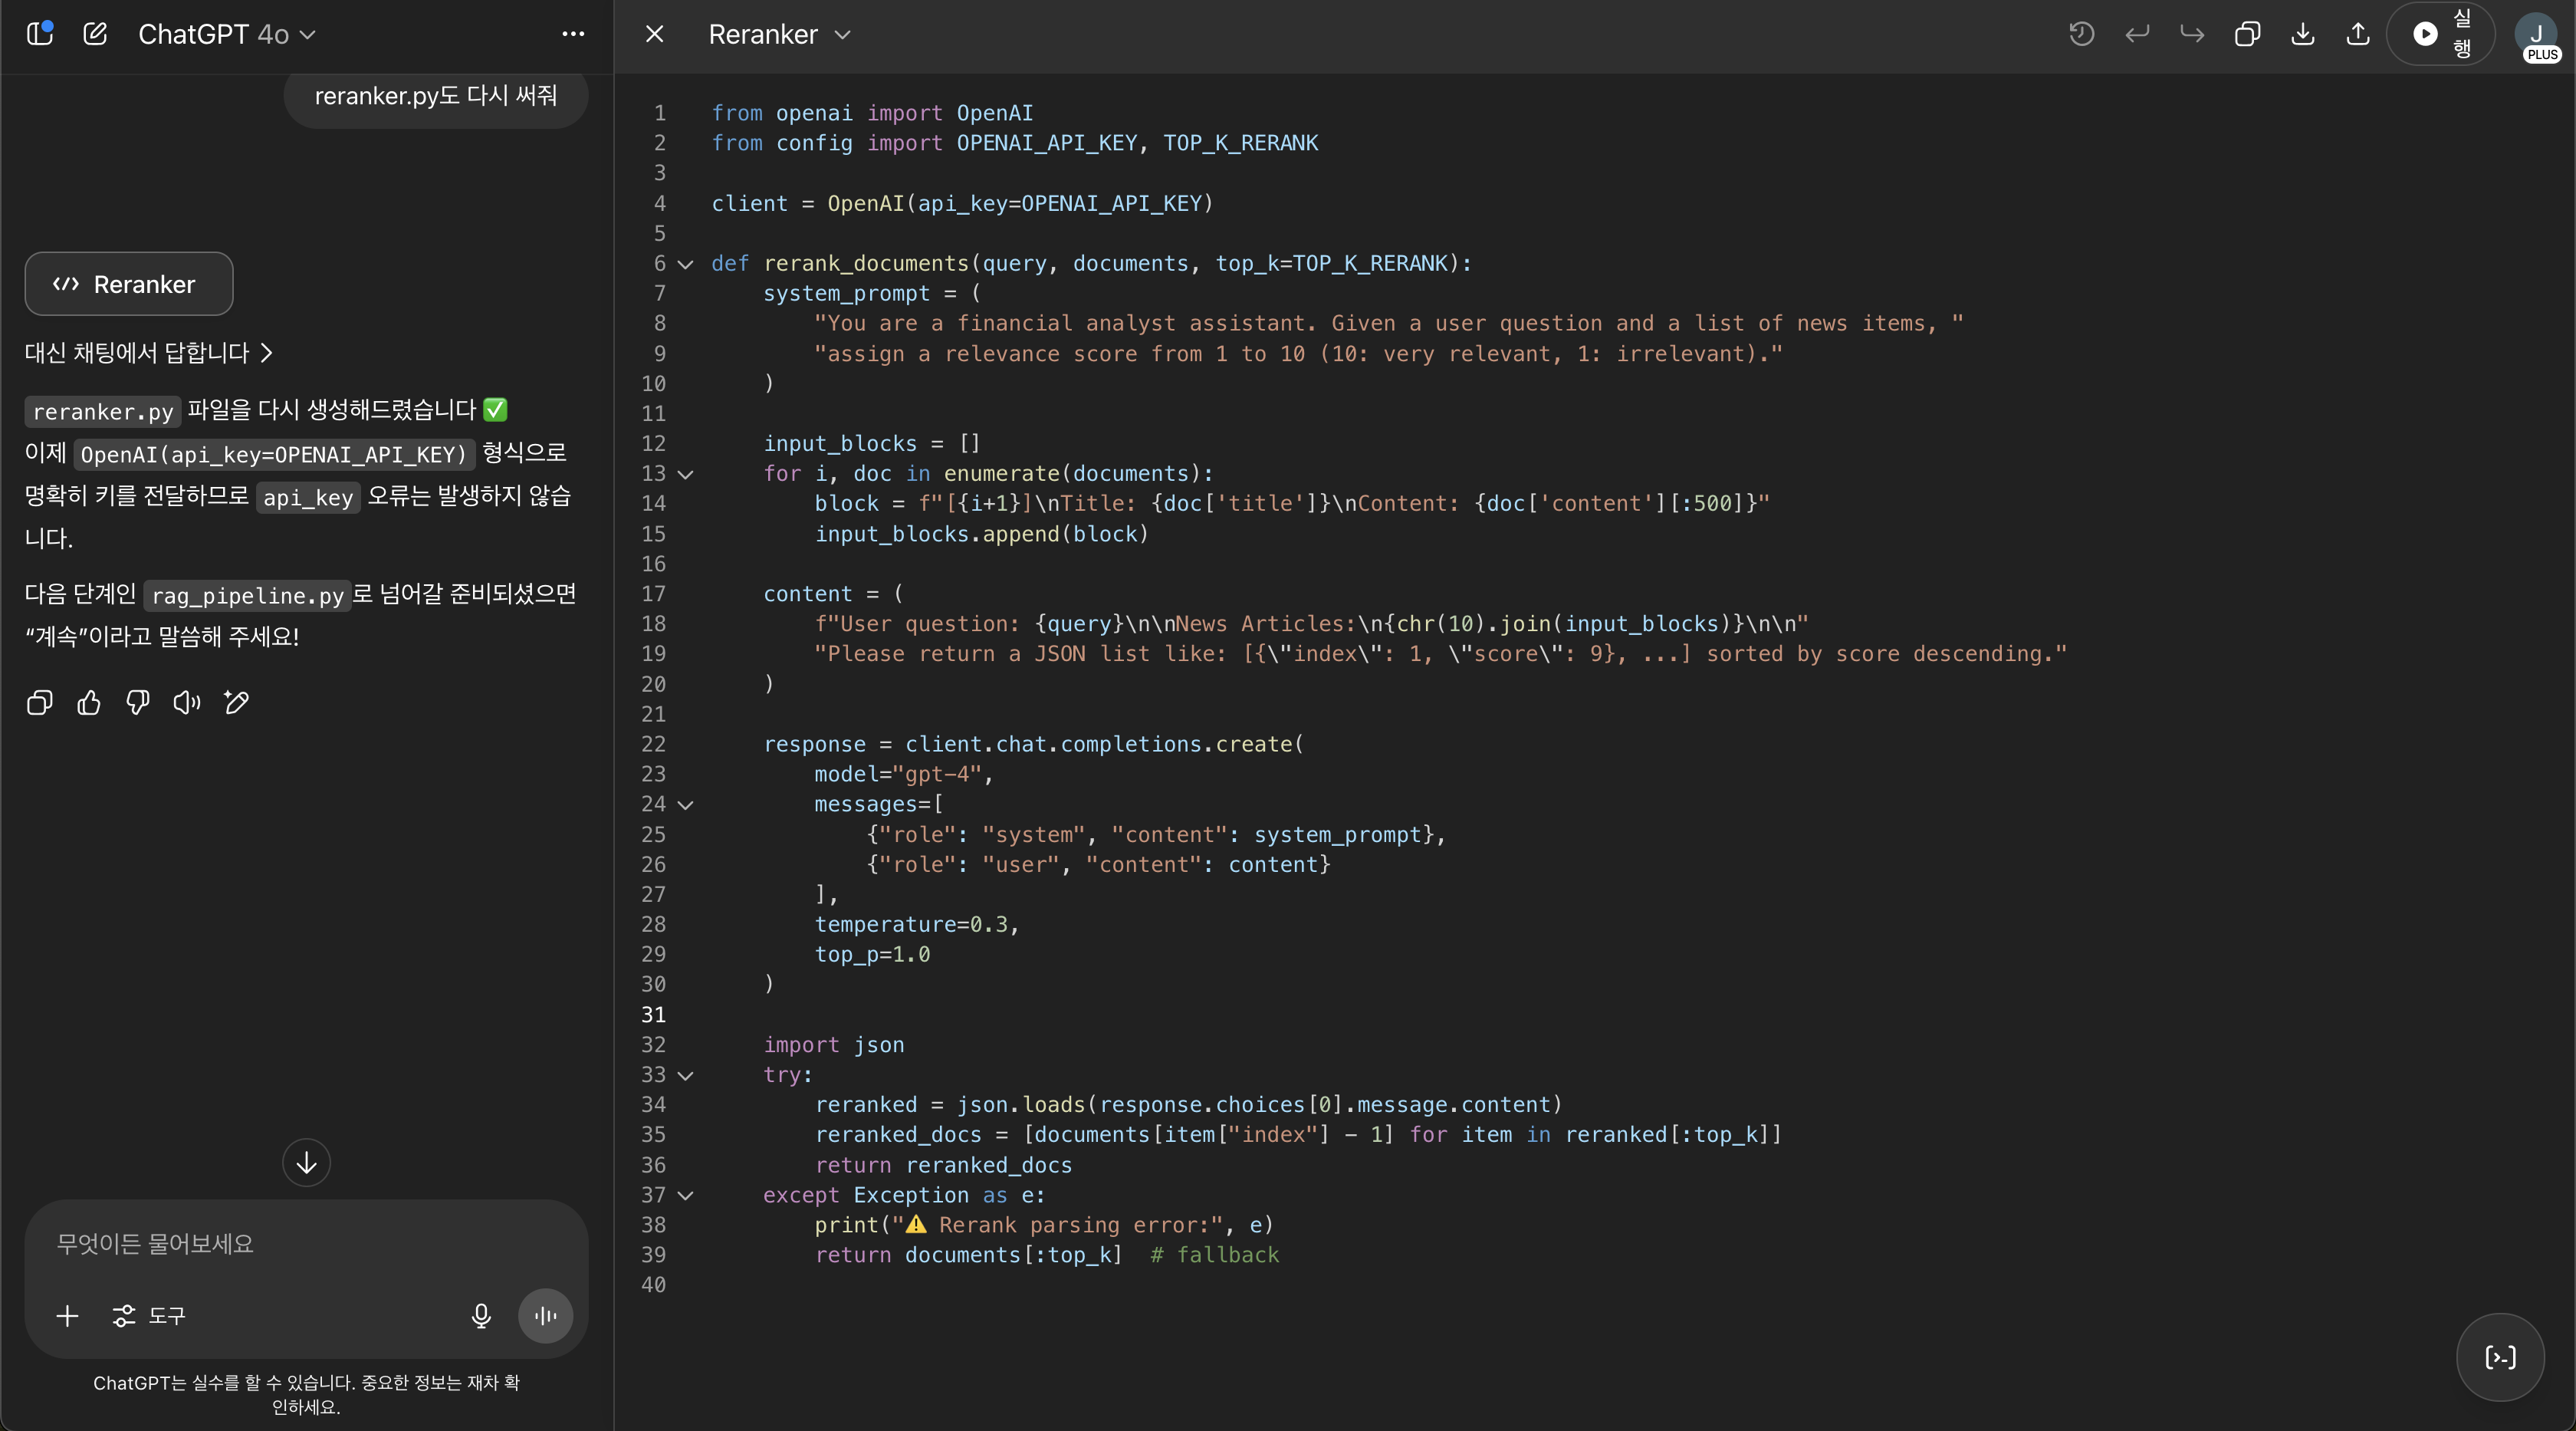 ChatGPT 4o
reranker.py도 다시 써줘
Reranker
대신 채팅에서 답합니다
reranker.py 파일을 다시 생성해드렸습니다 ✅
이제 OpenAI(api_key=OPENAI_API_KEY) 형식으로
명확히 키를 전달하므로 api_key 오류는 발생하지 않습
니다.
다음 단계인 rag_pipeline.py로 넘어갈 준비되셨으면
“계속”이라고 말씀해 주세요!
무엇이든 물어보세요
도구
ChatGPT는 실수를 할 수 있습니다. 중요한 정보는 재차 확
인하세요.
Reranker
실
행
J
PLUS
1 from openai import OpenAI
2 from config import OPENAI_API_KEY, TOP_K_RERANK
3
4 client = OpenAI(api_key=OPENAI_API_KEY)
5
6 def rerank_documents(query, documents, top_k=TOP_K_RERANK):
7     system_prompt = (
8         "You are a financial analyst assistant. Given a user question and a list of news items, "
9         "assign a relevance score from 1 to 10 (10: very relevant, 1: irrelevant)."
10     )
11
12     input_blocks = []
13     for i, doc in enumerate(documents):
14         block = f"[{i+1}]\nTitle: {doc['title']}\nContent: {doc['content'][:500]}"
15         input_blocks.append(block)
16
17     content = (
18         f"User question: {query}\n\nNews Articles:\n{chr(10).join(input_blocks)}\n\n"
19         "Please return a JSON list like: [{\"index\": 1, \"score\": 9}, ...] sorted by score descending."
20     )
21
22     response = client.chat.completions.create(
23         model="gpt-4",
24         messages=[
25             {"role": "system", "content": system_prompt},
26             {"role": "user", "content": content}
27         ],
28         temperature=0.3,
29         top_p=1.0
30     )
31
32     import json
33     try:
34         reranked = json.loads(response.choices[0].message.content)
35         reranked_docs = [documents[item["index"] - 1] for item in reranked[:top_k]]
36         return reranked_docs
37     except Exception as e:
38         print("⚠️ Rerank parsing error:", e)
39         return documents[:top_k]  # fallback
40